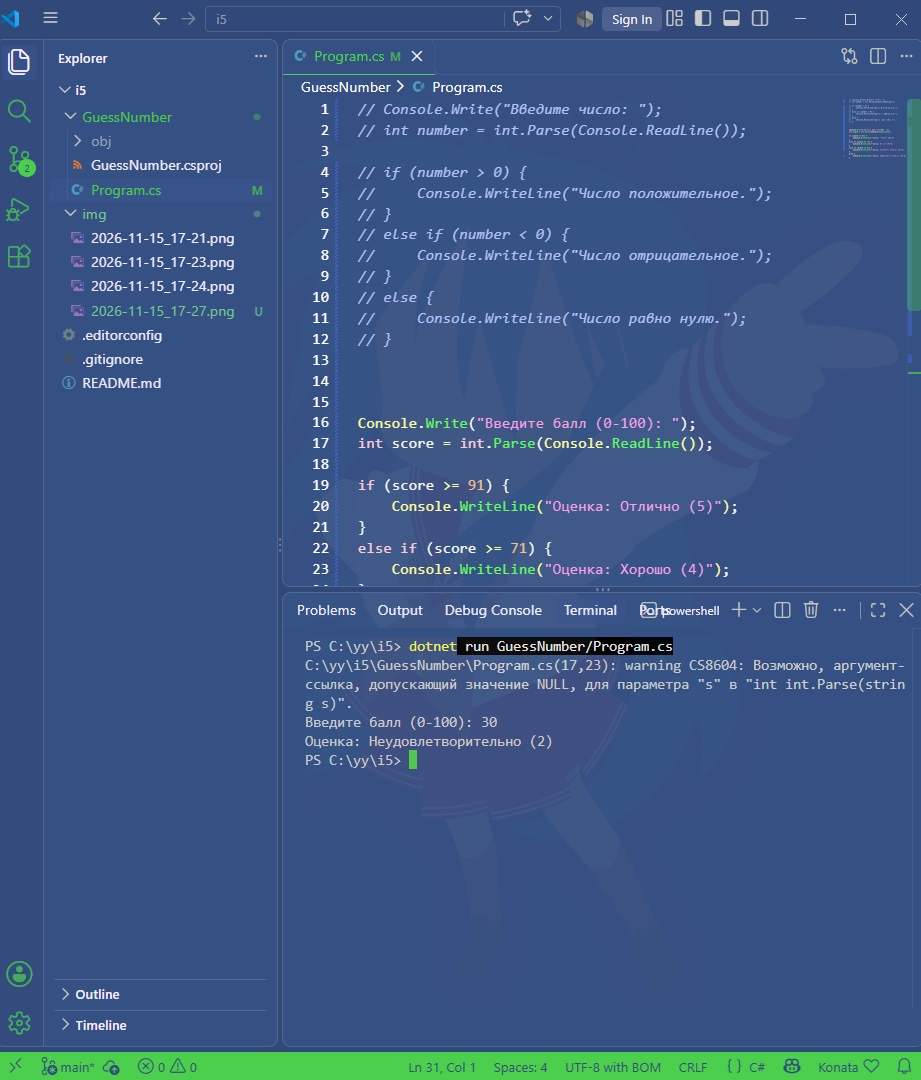 i5
Sign In
Explorer
i5
GuessNumber
obj
GuessNumber.csproj
Program.cs M
img
2026-11-15_17-21.png
2026-11-15_17-23.png
2026-11-15_17-24.png
2026-11-15_17-27.png U
.editorconfig
.gitignore
README.md
2
Outline
Timeline
Program.cs M
GuessNumber > Program.cs
1 // Console.Write("Введите число: ");
2 // int number = int.Parse(Console.ReadLine());
3
4 // if (number > 0) {
5 //     Console.WriteLine("Число положительное.");
6 // }
7 // else if (number < 0) {
8 //     Console.WriteLine("Число отрицательное.");
9 // }
10 // else {
11 //     Console.WriteLine("Число равно нулю.");
12 // }
13
14
15
16 Console.Write("Введите балл (0-100): ");
17 int score = int.Parse(Console.ReadLine());
18
19 if (score >= 91) {
20     Console.WriteLine("Оценка: Отлично (5)");
21 }
22 else if (score >= 71) {
23     Console.WriteLine("Оценка: Хорошо (4)");
Problems Output Debug Console Terminal Ports powershell
PS C:\yy\i5> dotnet run GuessNumber/Program.cs
C:\yy\i5\GuessNumber\Program.cs(17,23): warning CS8604: Возможно, аргумент-
ссылка, допускающий значение NULL, для параметра "s" в "int int.Parse(strin
g s)".
Введите балл (0-100): 30
Оценка: Неудовлетворительно (2)
PS C:\yy\i5>
main* 0 0 Ln 31, Col 1 Spaces: 4 UTF-8 with BOM CRLF {} C# Konata